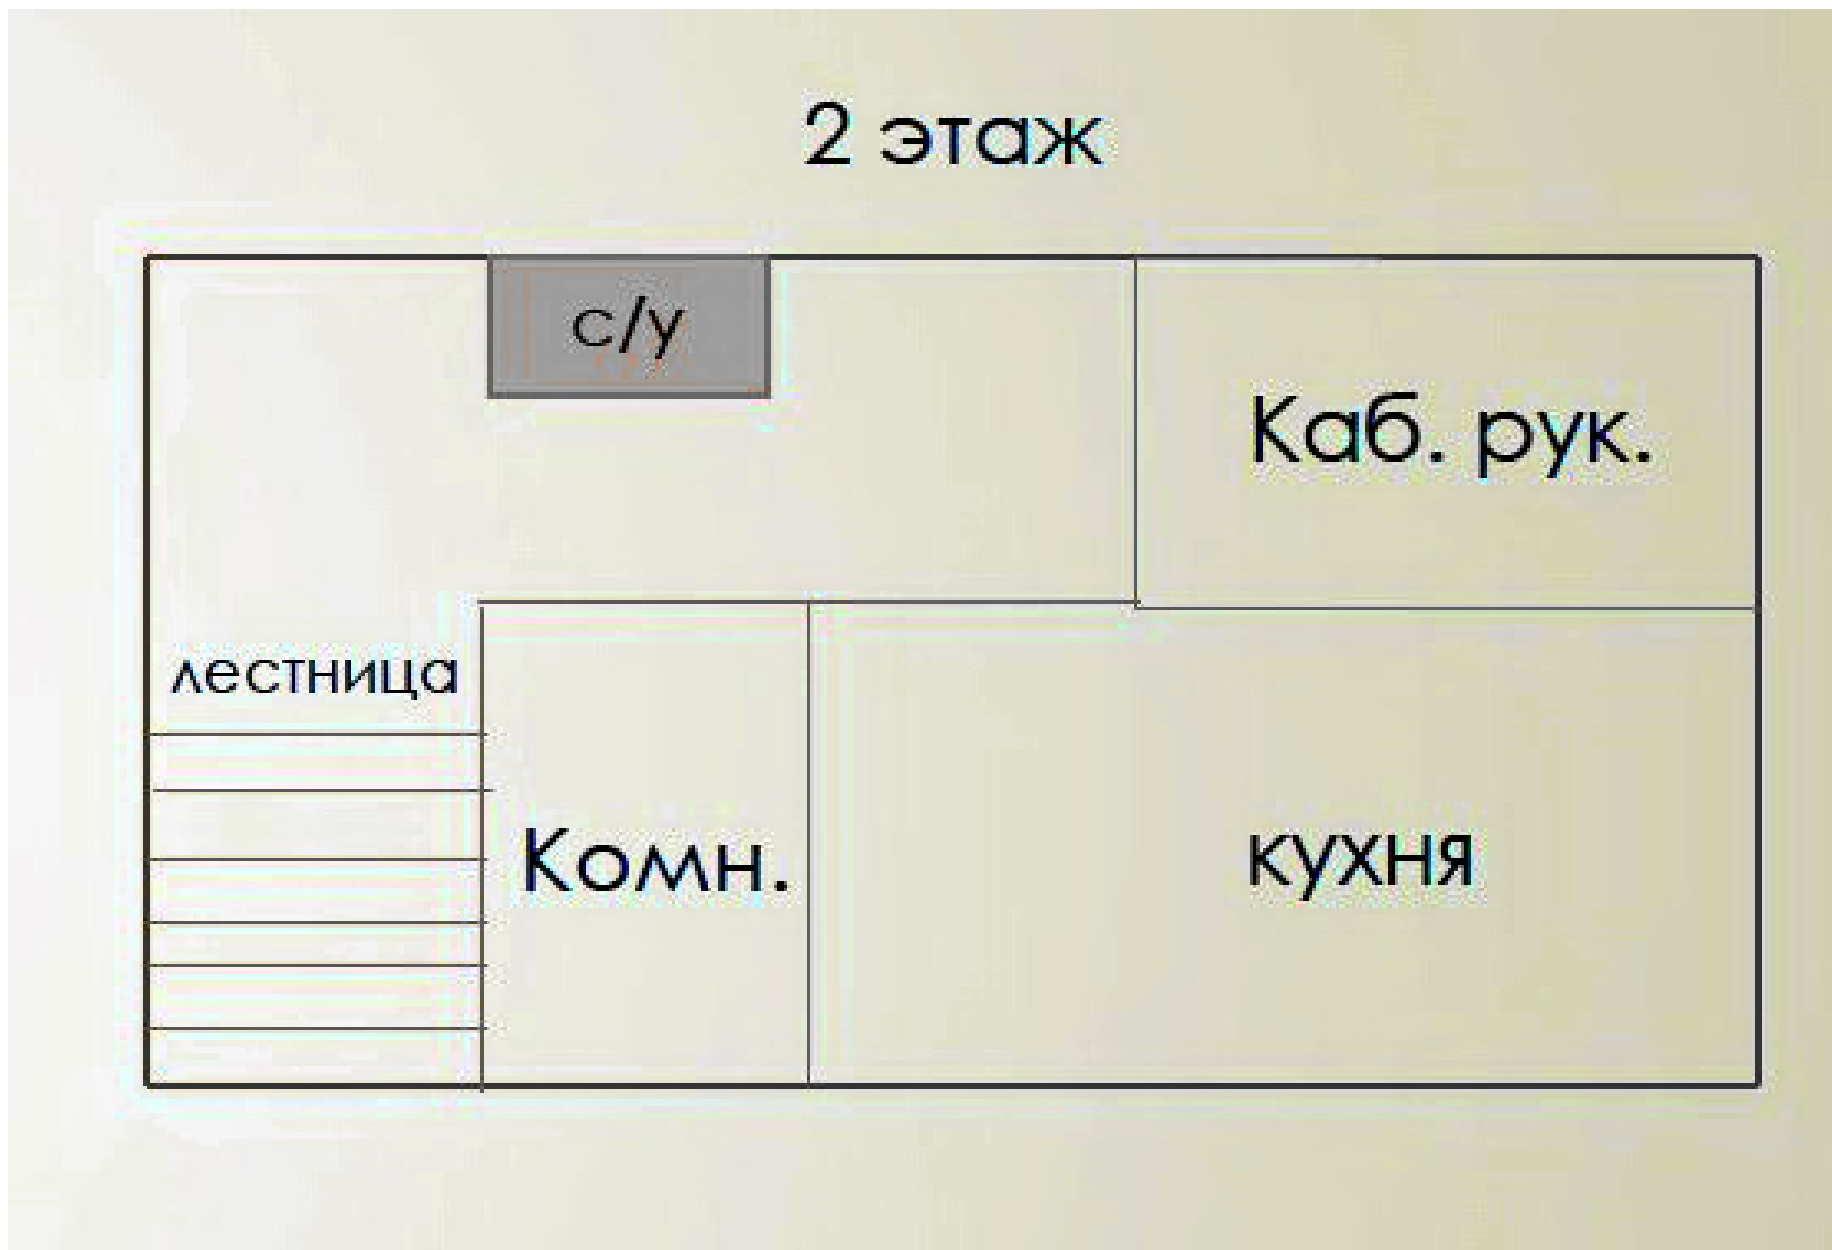 2 этаж
с/у
Каб. рук.
лестница
Комн.
кухня